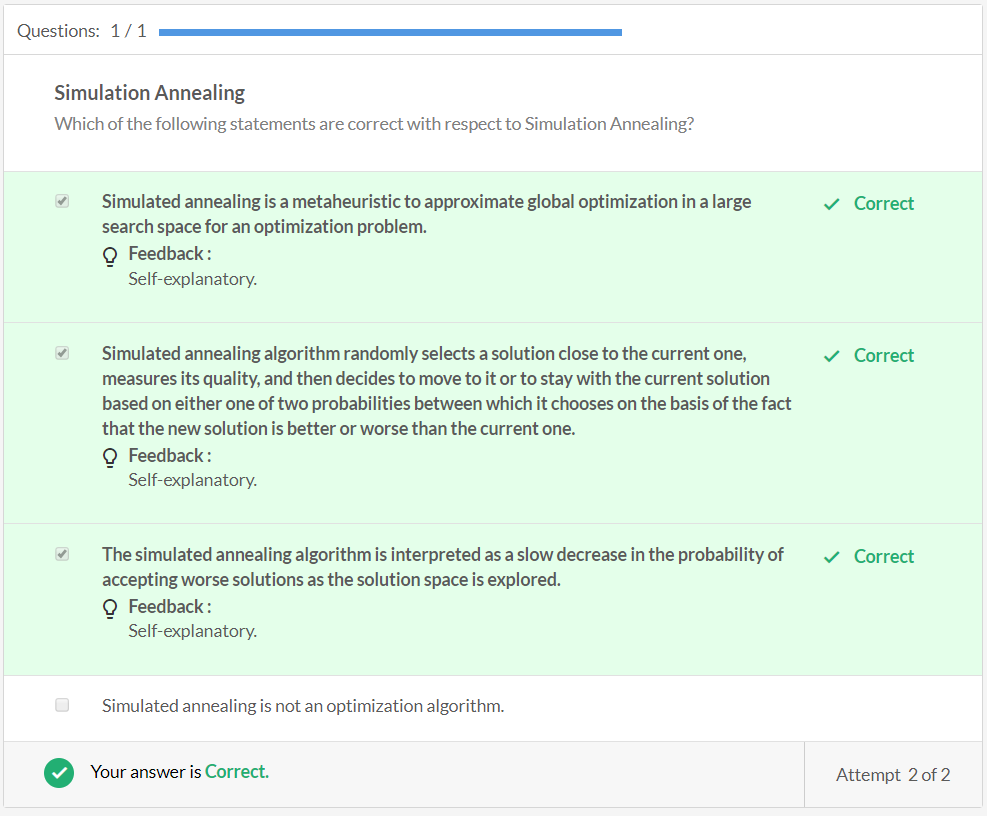 Questions: 1 / 1
Simulation Annealing
Which of the following statements are correct with respect to Simulation Annealing?
Simulated annealing is a metaheuristic to approximate global optimization in a large
search space for an optimization problem.
Correct
Feedback :
Self-explanatory.
Simulated annealing algorithm randomly selects a solution close to the current one,
measures its quality, and then decides to move to it or to stay with the current solution
based on either one of two probabilities between which it chooses on the basis of the fact
that the new solution is better or worse than the current one.
Correct
Feedback :
Self-explanatory.
The simulated annealing algorithm is interpreted as a slow decrease in the probability of
accepting worse solutions as the solution space is explored.
Correct
Feedback :
Self-explanatory.
Simulated annealing is not an optimization algorithm.
Your answer is Correct.
Attempt 2 of 2